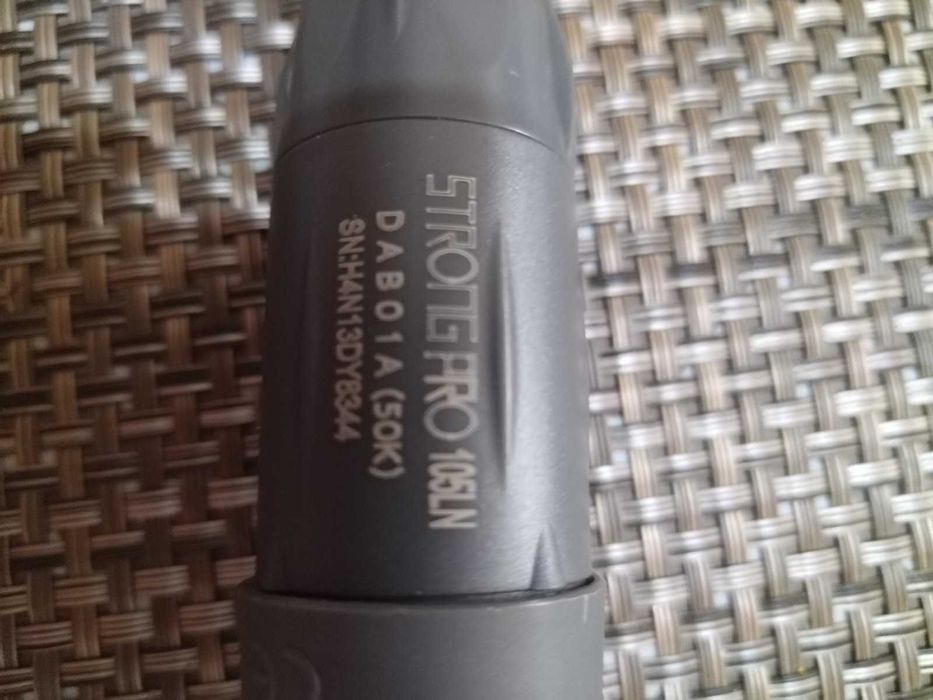 STRONG PRO 105LN
DAB01A(50K)
SN:H4N13DY8344